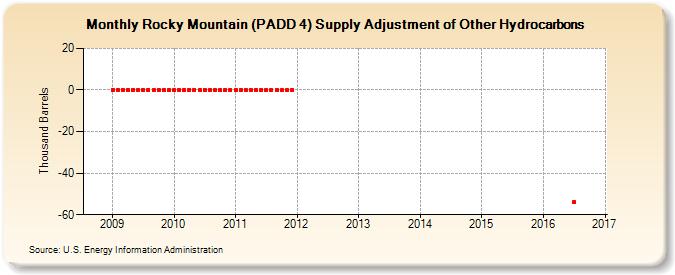 Monthly Rocky Mountain (PADD 4) Supply Adjustment of Other Hydrocarbons
Thousand Barrels
20
0
-20
-40
-60
2009 2010 2011 2012 2013 2014 2015 2016 2017
Source: U.S. Energy Information Administration